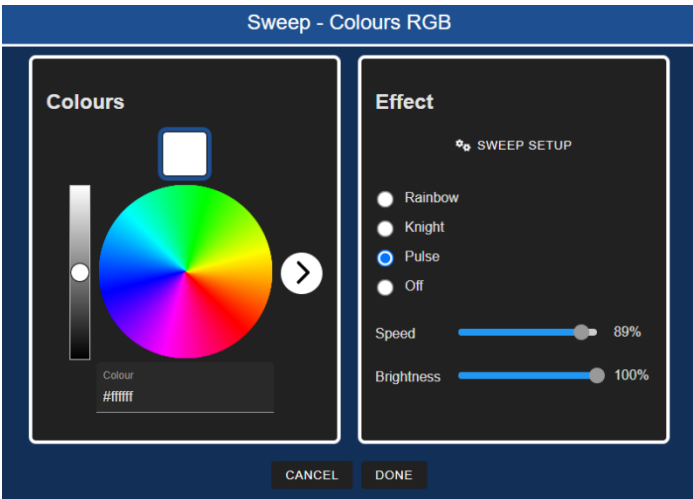 Sweep - Colours RGB
Colours
Colour
#ffffff
Effect
SWEEP SETUP
Rainbow
Knight
Pulse
Off
Speed 89%
Brightness 100%
CANCEL DONE